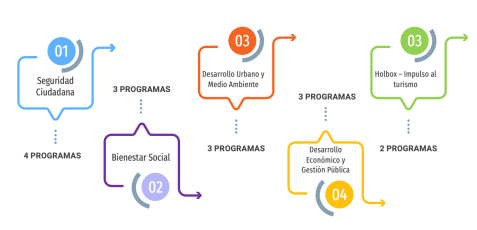 01
Seguridad
Ciudadana
4 PROGRAMAS
3 PROGRAMAS
Bienestar Social
02
03
Desarrollo Urbano y
Medio Ambiente
3 PROGRAMAS
3 PROGRAMAS
Desarrollo
Económico y
Gestión Pública
04
03
Holbox – Impulso al
turismo
2 PROGRAMAS